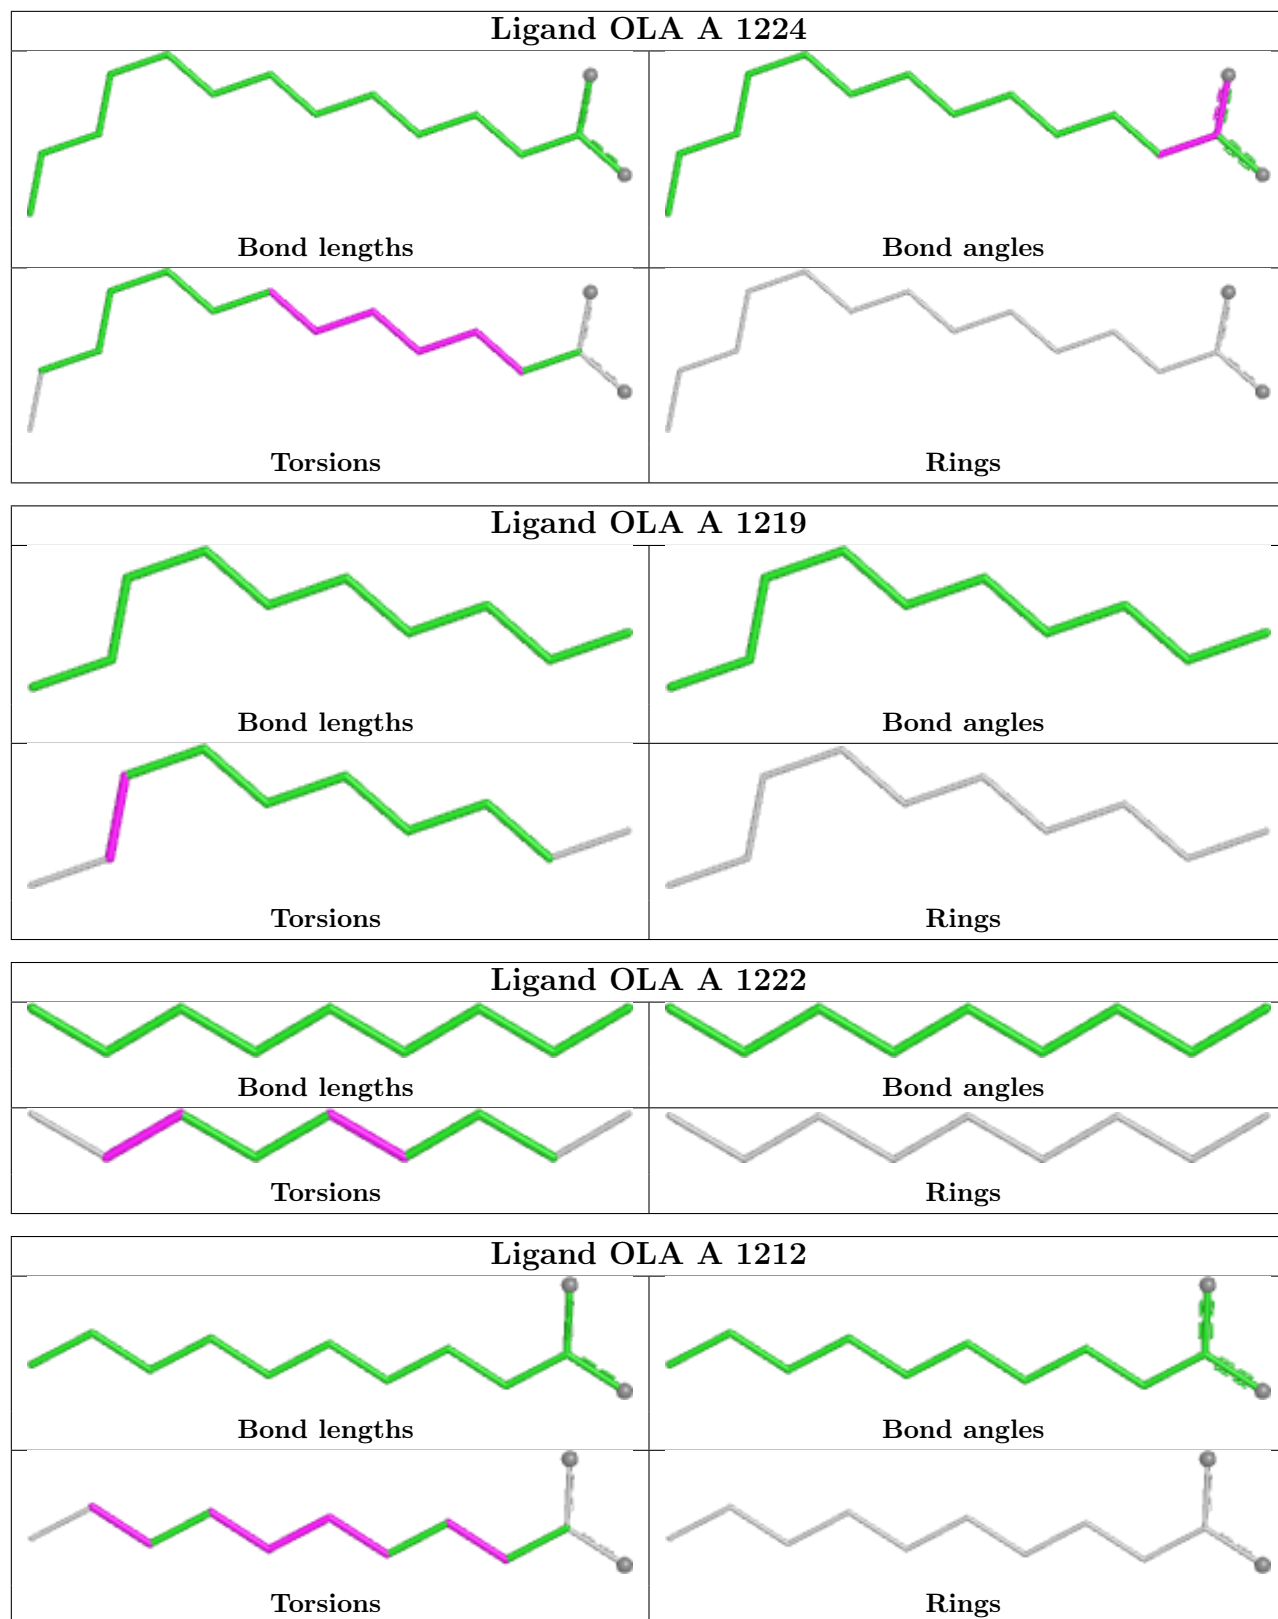 Ligand OLA A 1224
Bond lengths
Bond angles
Torsions
Rings
Ligand OLA A 1219
Bond lengths
Bond angles
Torsions
Rings
Ligand OLA A 1222
Bond lengths
Bond angles
Torsions
Rings
Ligand OLA A 1212
Bond lengths
Bond angles
Torsions
Rings